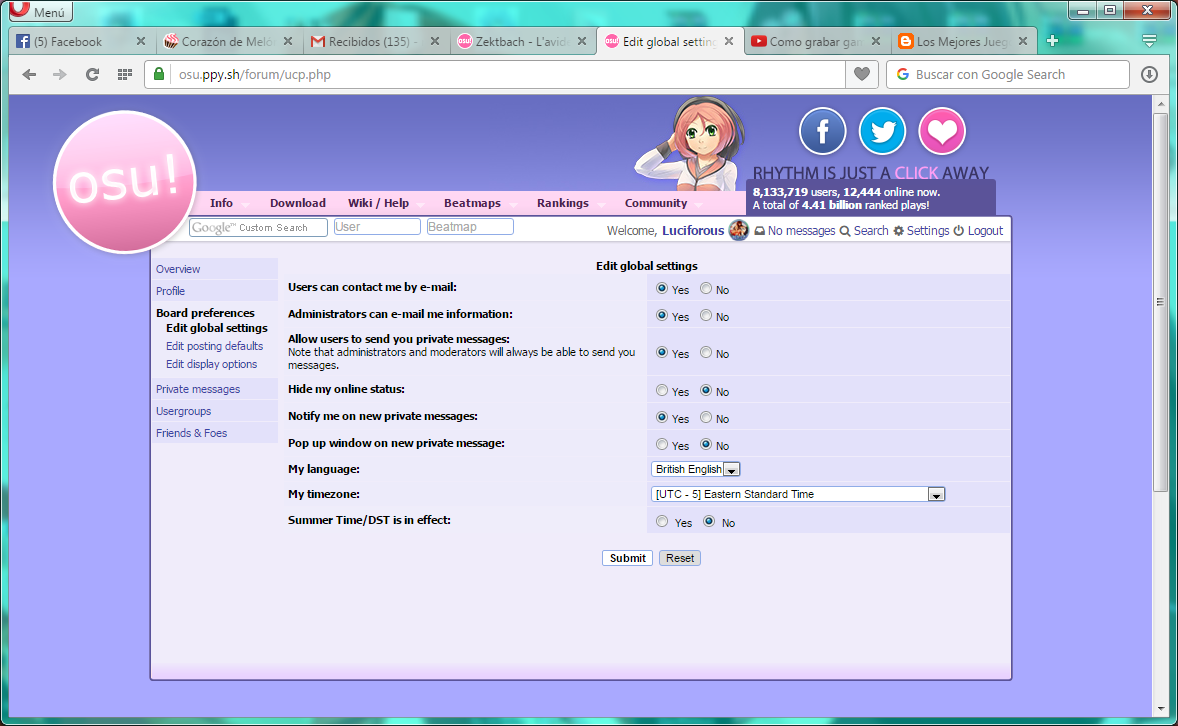 Menú
(5) Facebook
Corazón de Meló
Recibidos (135) -
Zektbach - L'avid
Edit global setting
Como grabar gam
Los Mejores Jueg
osu.ppy.sh/forum/ucp.php
Buscar con Google Search
osu!
RHYTHM IS JUST A CLICK AWAY
8,133,719 users, 12,444 online now.
A total of 4.41 billion ranked plays!
Info Download Wiki / Help Beatmaps Rankings Community
Google™ Custom Search User Beatmap
Welcome, Luciforous No messages Search Settings Logout
Overview
Profile
Board preferences
Edit global settings
Edit posting defaults
Edit display options
Private messages
Usergroups
Friends & Foes
Edit global settings
Users can contact me by e-mail: Yes No
Administrators can e-mail me information: Yes No
Allow users to send you private messages:
Note that administrators and moderators will always be able to send you
messages.
Yes No
Hide my online status: Yes No
Notify me on new private messages: Yes No
Pop up window on new private message: Yes No
My language: British English
My timezone: [UTC - 5] Eastern Standard Time
Summer Time/DST is in effect: Yes No
Submit Reset